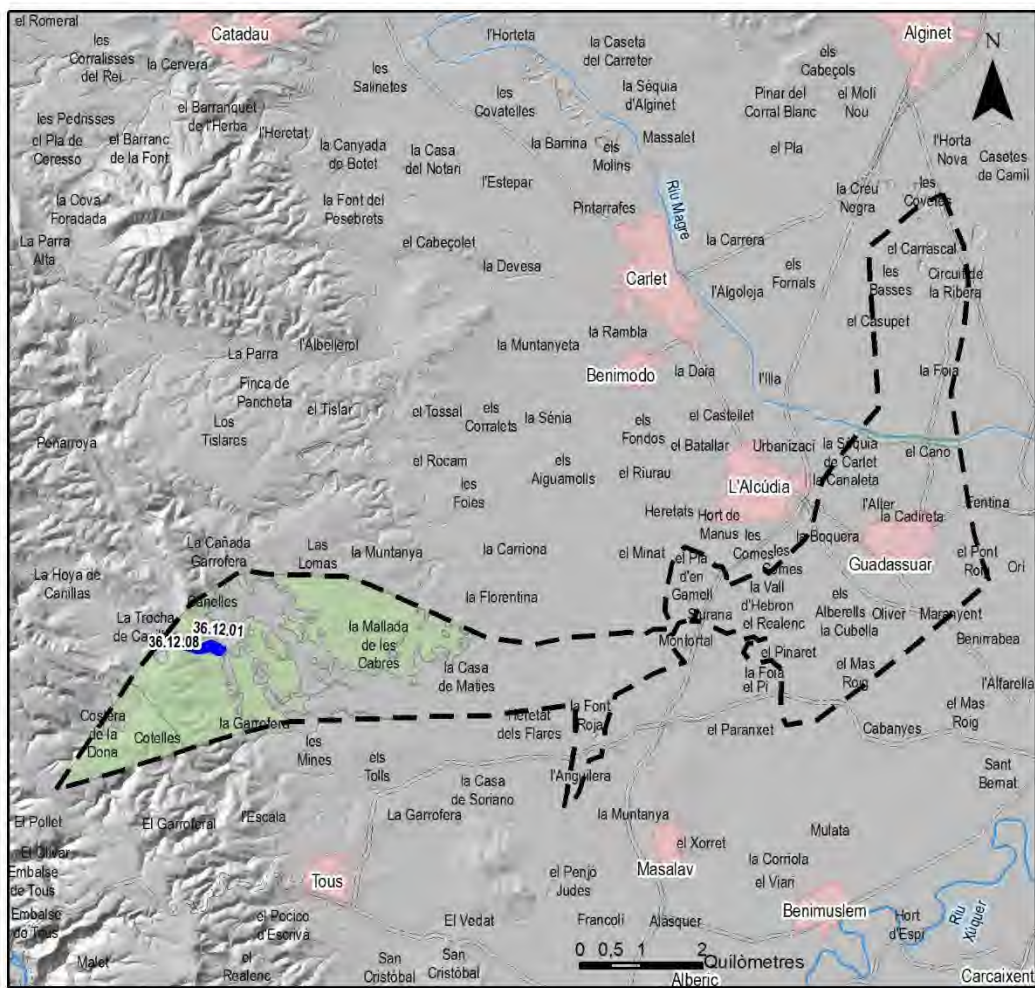 el Romeral
Catadau
l'Horteta
la Caseta
del Carreter
Alginet
N
les
Corralisses
del Rei
la Cervera
les
Salinetes
els
Cabeçols
les
Covatelles
la Séquia
d'Alginet
Pinar del
Corral Blanc
el Molí
Nou
les Pedrisses
el Barranquet
de l'Herba
el Pla de
Ceresso
el Barranc
de la Font
l'Heretat
la Canyada
de Botet
la Casa
del Notari
la Barrina
els
Molins
Massalet
el Pla
l'Horta
Nova
Casetes
de Camil
la Cova
Foradada
la Font del
Pesebrets
l'Estepar
Pintarrafes
Riu Magre
la Creu
Negra
les
Covetes
La Parra
Alta
el Cabeçolet
la Devesa
la Carrera
el Carrascal
Carlet
els
Fornals
les
Basses
Circuit de
la Ribera
l'Algoleja
el Casupet
La Parra
l'Albellerol
la Muntanyeta
la Rambla
Benimodo
la Daia
l'Illa
la Foia
Finca de
Pancheta
el Tislar
Los
Tislares
el Tossal
els
Corralets
la Sénia
els
Fondos
el Castellet
Peñarroya
el Batallar
Urbanizaci
la Séquia
de Carlet
el Cano
el Rocam
els
Aiguamolls
el Riurau
L'Alcúdia
la Canaleta
les
Foies
l'Alter
la Cadireta
Fentina
Heretats
Hort de
Manus
les
Comes
la Boquera
Guadassuar
La Cañada
Garrofera
Las
Lomas
la Muntanya
la Carriona
el Minat
el Pla
d'en
Gamell
les
Comes
el Pont
Roig
Ori
La Hoya de
Canillas
Canelles
la Florentina
la Vall
d'Hebron
els
Alberells
Oliver
Maranyent
La Trocha
36.12.01
36.12.08
la Mallada
de les
Cabres
Surana
el Realenc
la Cubella
Benirrabea
Montortal
el Pinaret
la Casa
de Maties
la Foia
el Pi
el Mas
Roig
l'Alfarella
Costera
de la
Dona
Cotelles
la Garrofera
les
Mines
Heretat
dels Flares
la Font
Roja
el Paranxet
Cabanyes
el Mas
Roig
els
Tolls
la Casa
de Soriano
l'Anguilera
Sant
Bernat
El Pollet
El Garroferal
l'Escala
La Garrofera
la Muntanya
Mulata
El Olivar
Embalse
de Tous
Tous
el Xorret
Masalav
la Corriola
el Viari
el Penjo
Judes
Benimuslem
Embalse
de Tous
el Pocico
d'Escrivà
El Vedat
Francolí
Alasquer
Hort
d'Espi
Riu
Xúquer
Malet
el
Realenc
San
Cristóbal
San
Cristóbal
0 0,5 1 2
Quilòmetres
Alberic
Carcaixent